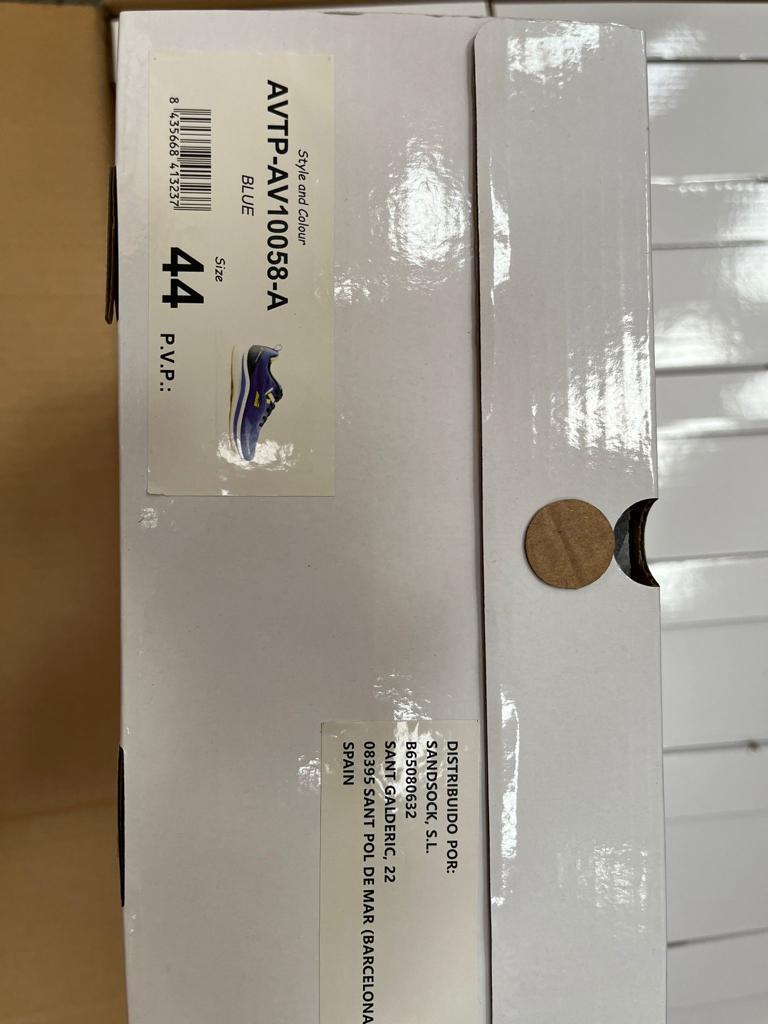 Style and Colour
AVTP-AV10058-A
BLUE
Size
44
8 435668 413237
P.V.P.:
DISTRIBUIDO POR:
SANDSOCK, S.L.
B65080632
SANT GALDERIC, 22
08395 SANT POL DE MAR (BARCELONA
SPAIN